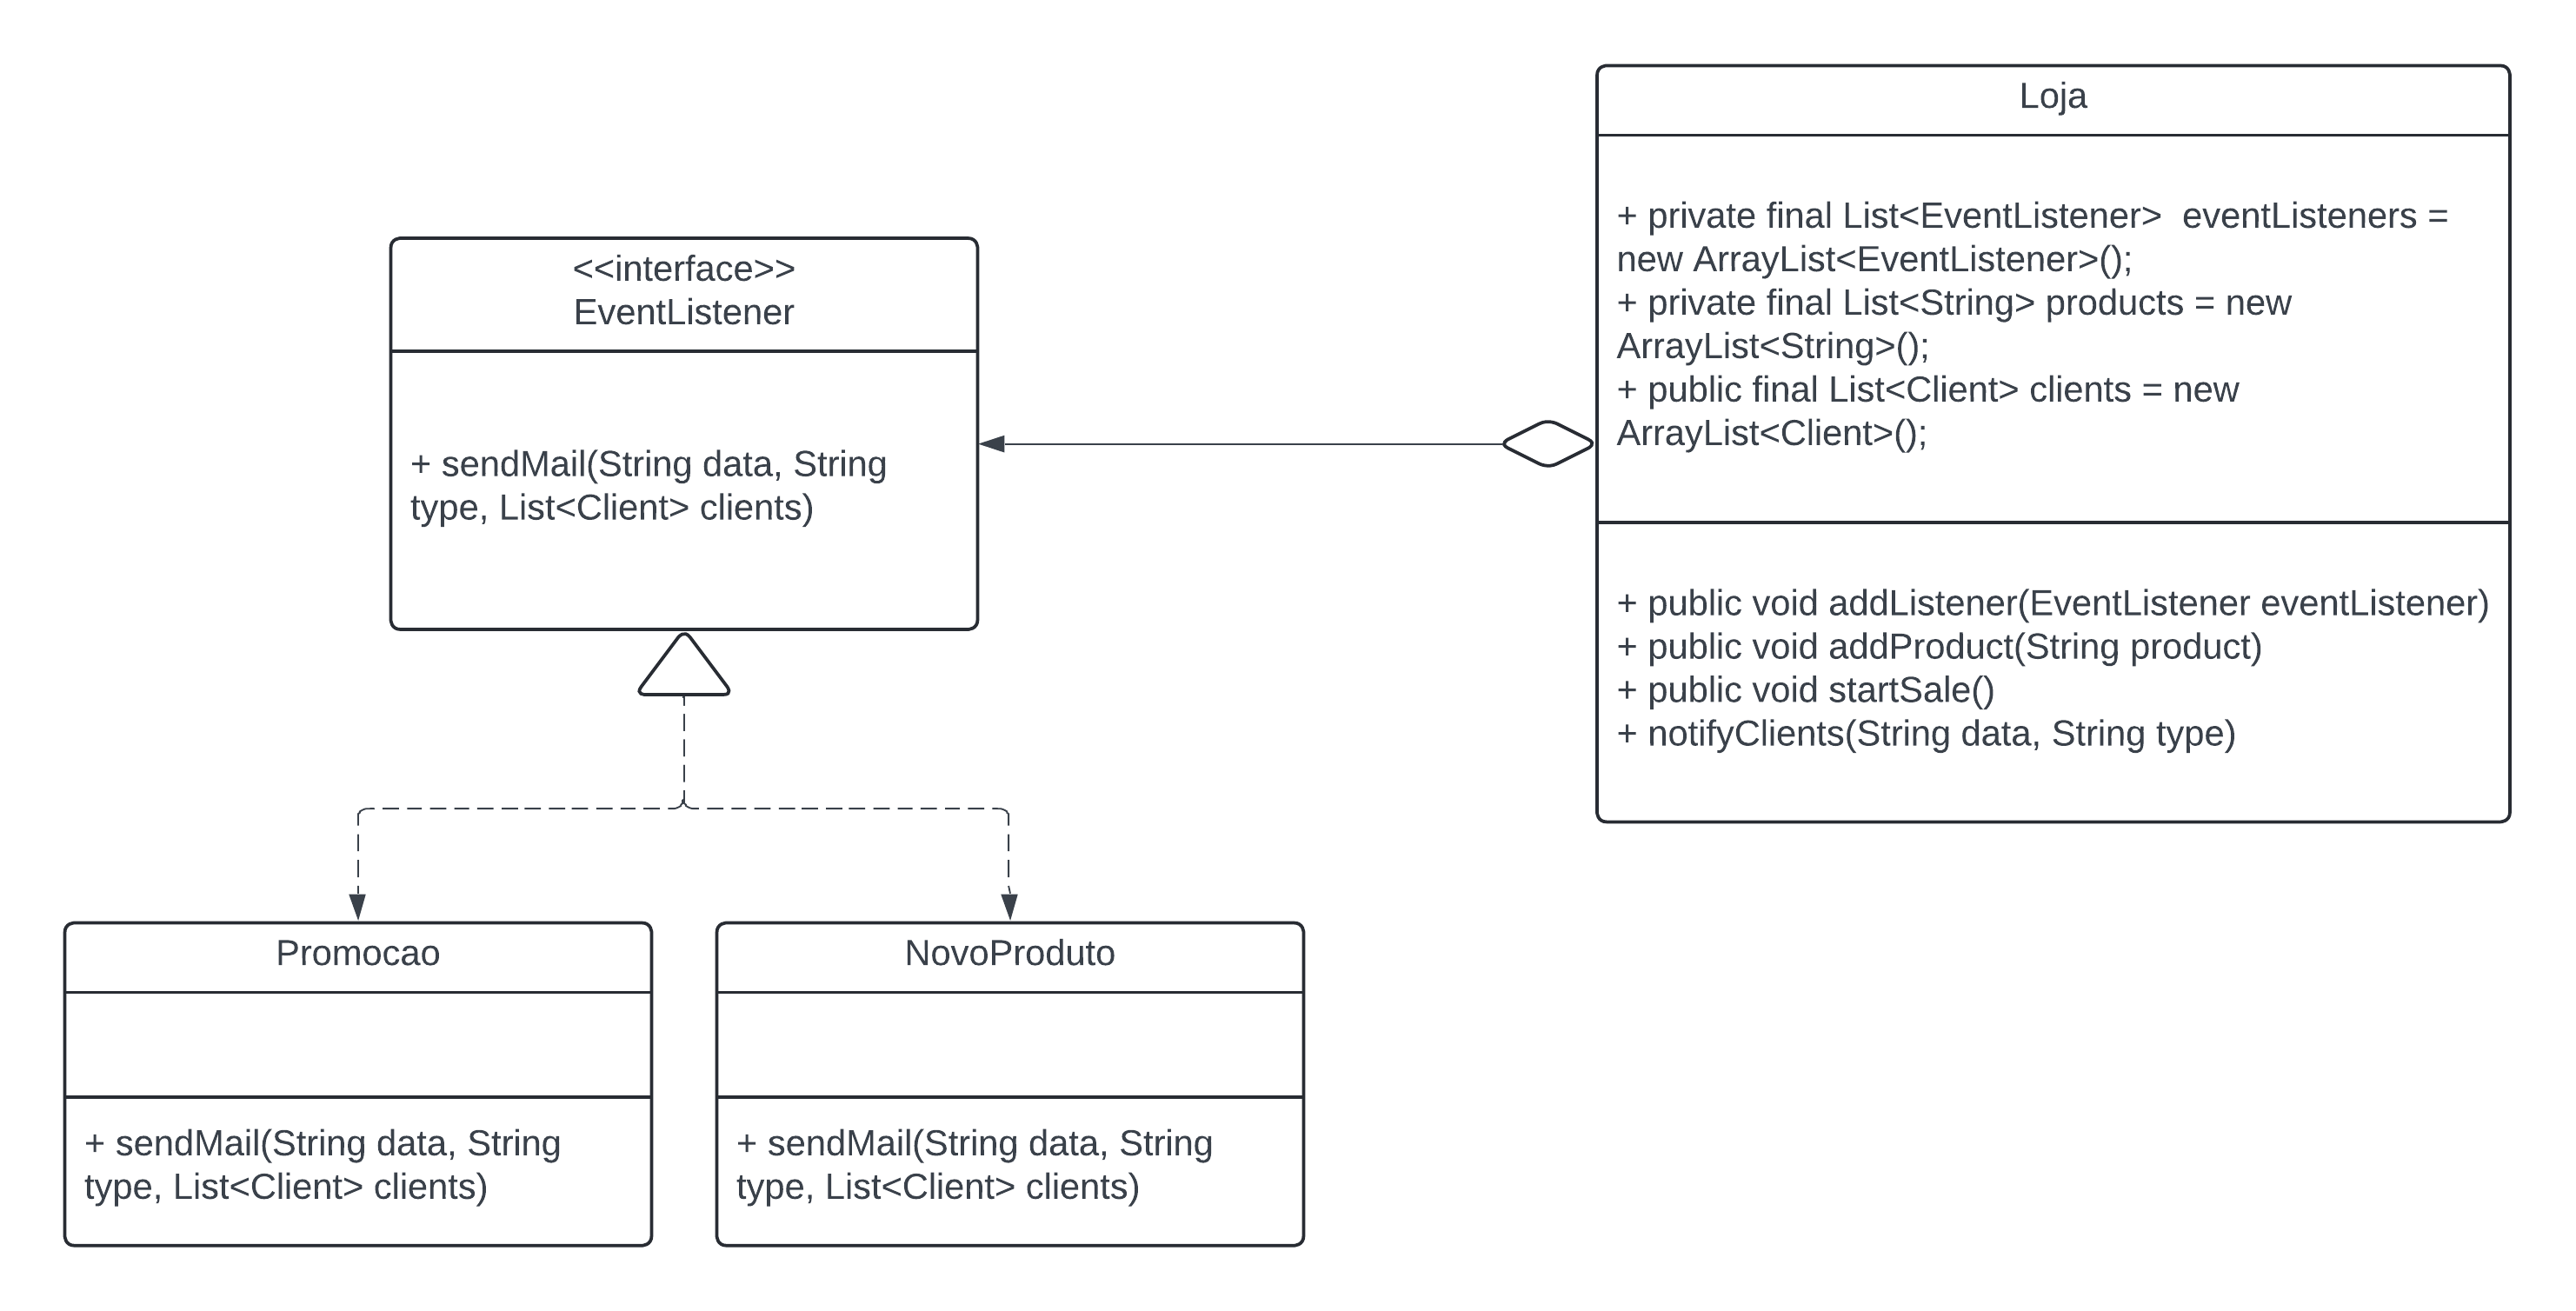 Loja
+ private final List<EventListener>  eventListeners =
new ArrayList<EventListener>();
+ private final List<String> products = new
ArrayList<String>();
+ public final List<Client> clients = new
ArrayList<Client>();
+ public void addListener(EventListener eventListener)
+ public void addProduct(String product)
+ public void startSale()
+ notifyClients(String data, String type)
<<interface>>
EventListener
+ sendMail(String data, String
type, List<Client> clients)
Promocao
+ sendMail(String data, String
type, List<Client> clients)
NovoProduto
+ sendMail(String data, String
type, List<Client> clients)